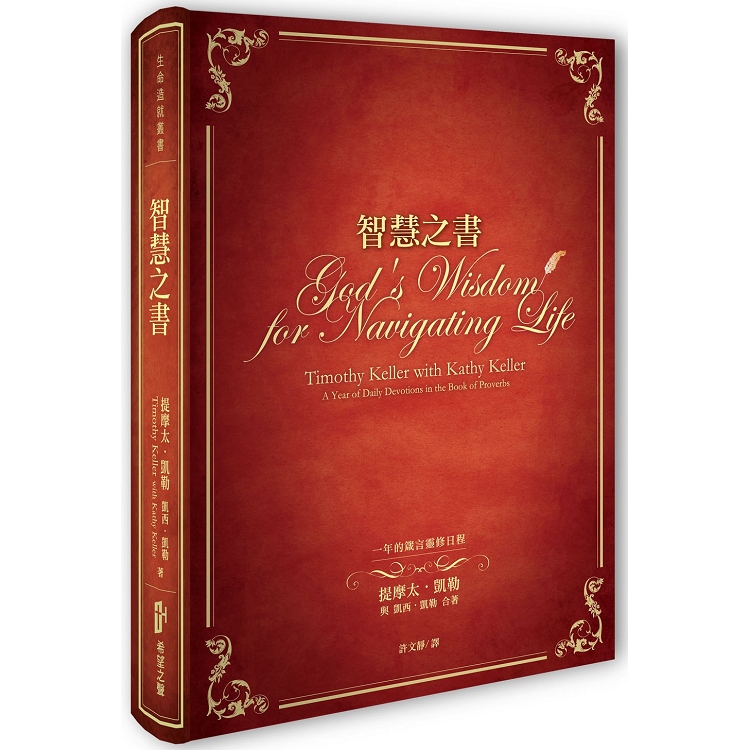 生命造就叢書
智慧之書
提摩太・凱勒 凱西・凱勒 著
Timothy Keller with Kathy Keller
希望之聲
智慧之書
God's Wisdom
for Navigating Life
Timothy Keller with Kathy Keller
A Year of Daily Devotions in the Book of Proverbs
一年的箴言靈修日程
提摩太・凱勒
與 凱西・凱勒 合著
許文靜/譯